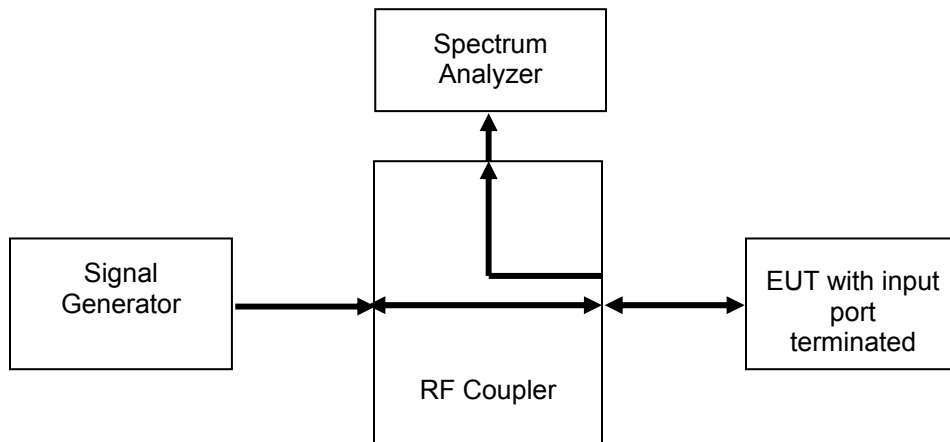 Spectrum
Analyzer
Signal
Generator
EUT with input
port
terminated
RF Coupler